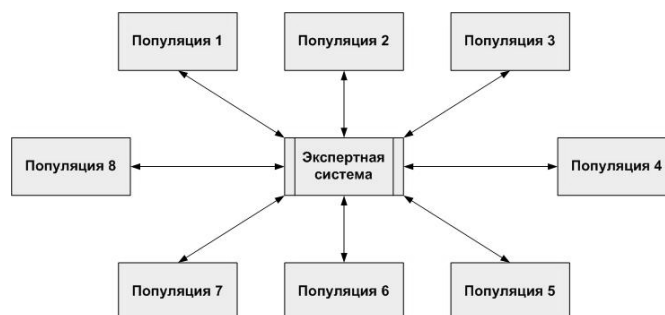 Популяция 1
Популяция 2
Популяция 3
Популяция 8
Экспертная
система
Популяция 4
Популяция 7
Популяция 6
Популяция 5